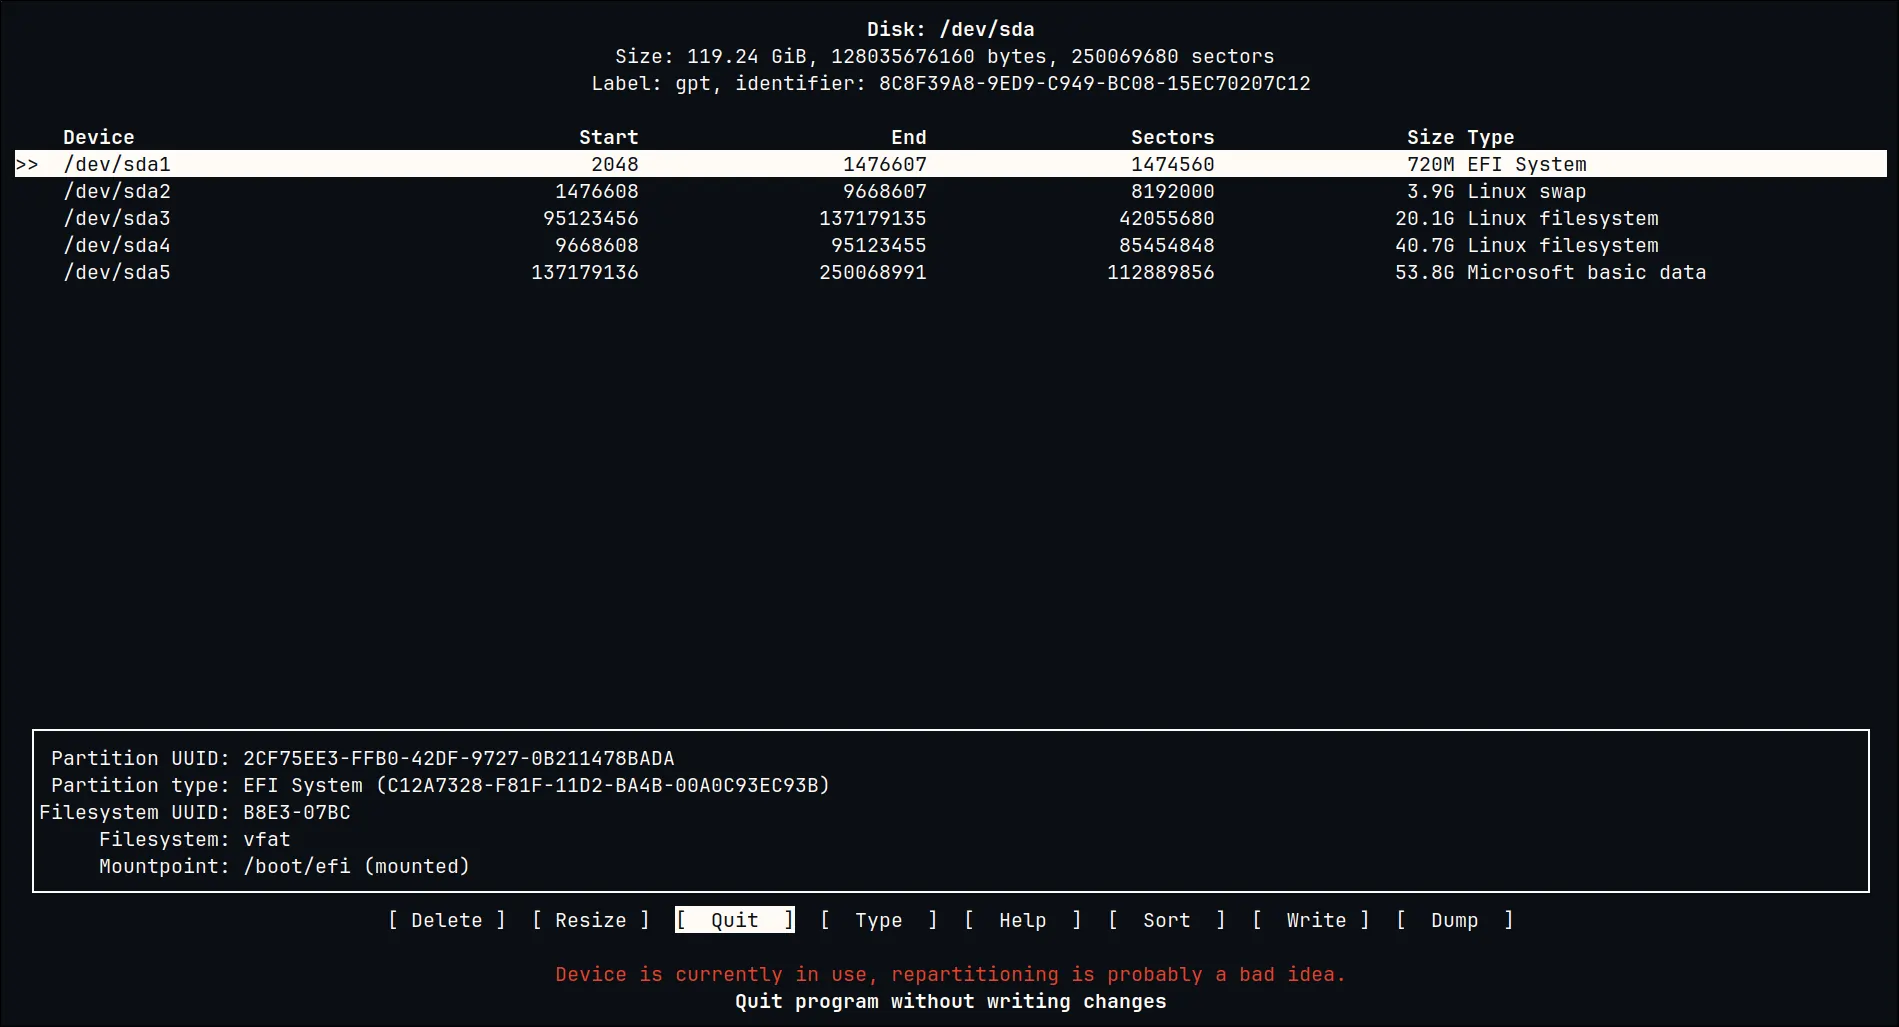 Disk: /dev/sda
Size: 119.24 GiB, 128035676160 bytes, 250069680 sectors
Label: gpt, identifier: 8C8F39A8-9ED9-C949-BC08-15EC70207C12
Device Start End Sectors Size Type
>> /dev/sda1 2048 1476607 1474560 720M EFI System
/dev/sda2 1476608 9668607 8192000 3.9G Linux swap
/dev/sda3 95123456 137179135 42055680 20.1G Linux filesystem
/dev/sda4 9668608 95123455 85454848 40.7G Linux filesystem
/dev/sda5 137179136 250068991 112889856 53.8G Microsoft basic data
Partition UUID: 2CF75EE3-FFB0-42DF-9727-0B211478BADA
Partition type: EFI System (C12A7328-F81F-11D2-BA4B-00A0C93EC93B)
Filesystem UUID: B8E3-07BC
Filesystem: vfat
Mountpoint: /boot/efi (mounted)
[ Delete ] [ Resize ] [ Quit ] [ Type ] [ Help ] [ Sort ] [ Write ] [ Dump ]
Device is currently in use, repartitioning is probably a bad idea.
Quit program without writing changes